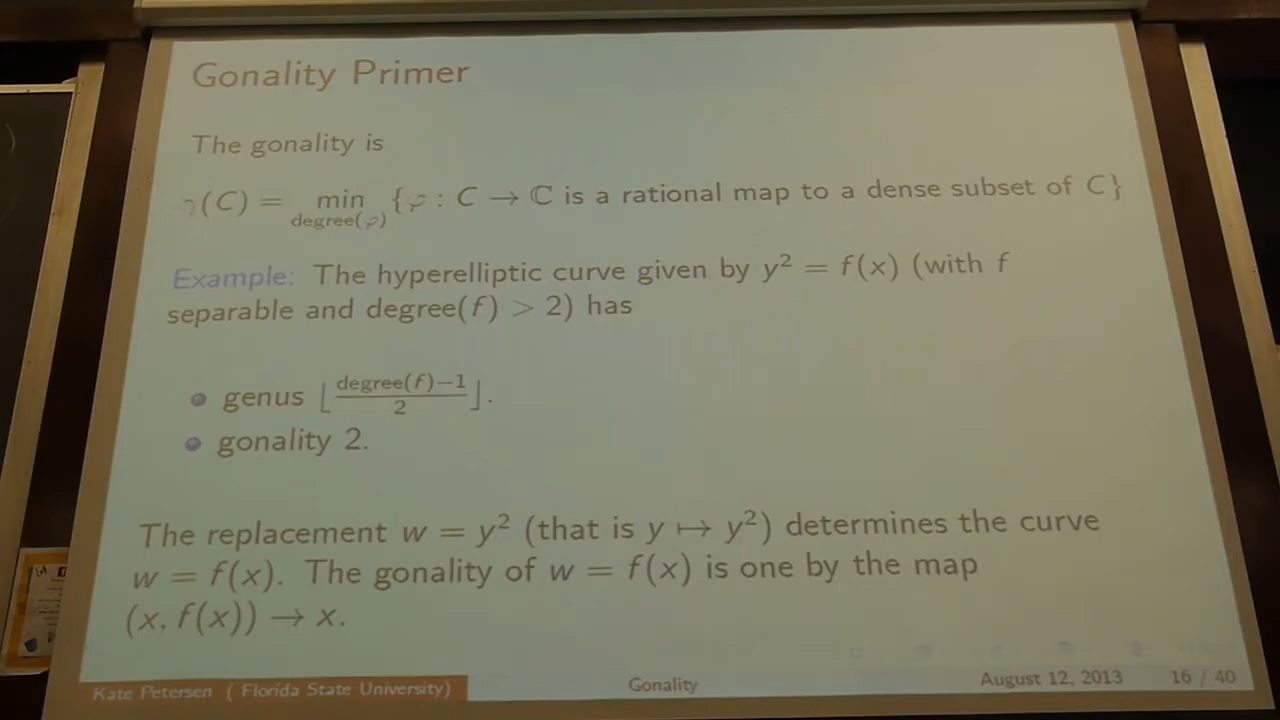 Gonality Primer
The gonality is
γ(C) = min {φ : C → ℂ is a rational map to a dense subset of ℂ}
degree(φ)
Example: The hyperelliptic curve given by y² = f(x) (with f
separable and degree(f) > 2) has
genus ⌊(degree(f)−1)/2⌋.
gonality 2.
The replacement w = y² (that is y ↦ y²) determines the curve
w = f(x). The gonality of w = f(x) is one by the map
(x, f(x)) → x.
Kate Petersen ( Florida State University) Gonality August 12, 2013 16 / 40